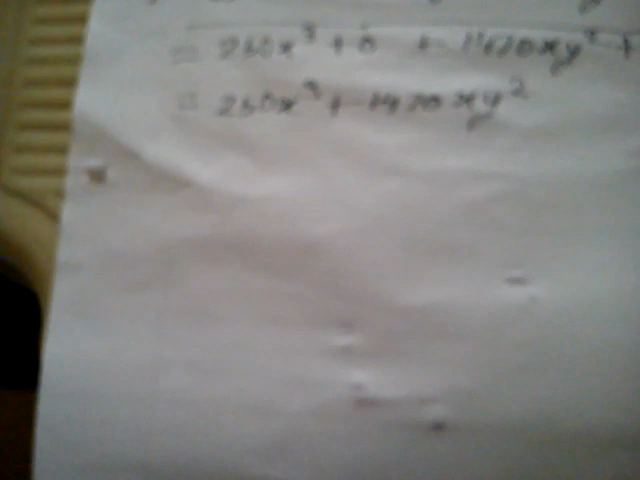 = 250x³ + 0 + 1470xy² +
= 250x³ + 1470xy²